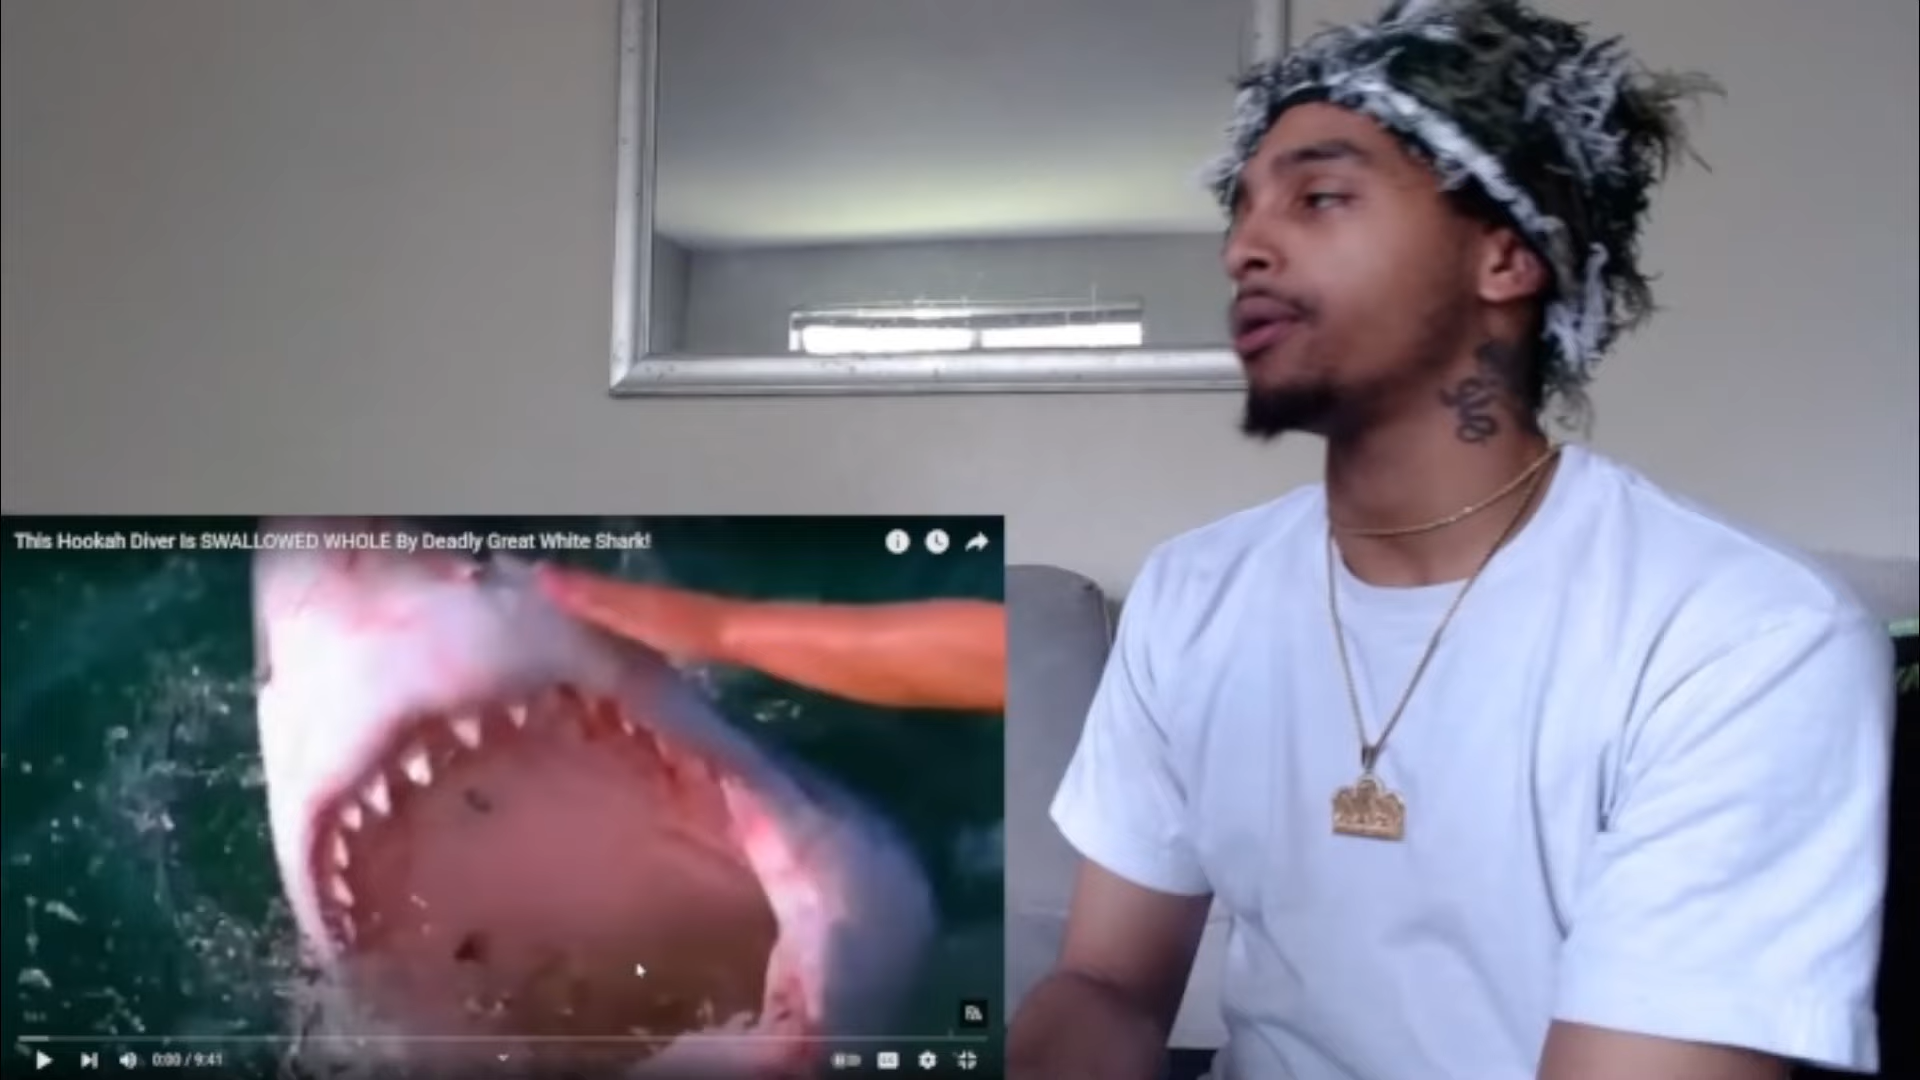 This Hookah Diver Is SWALLOWED WHOLE By Deadly Great White Shark!
0:00 / 9:41